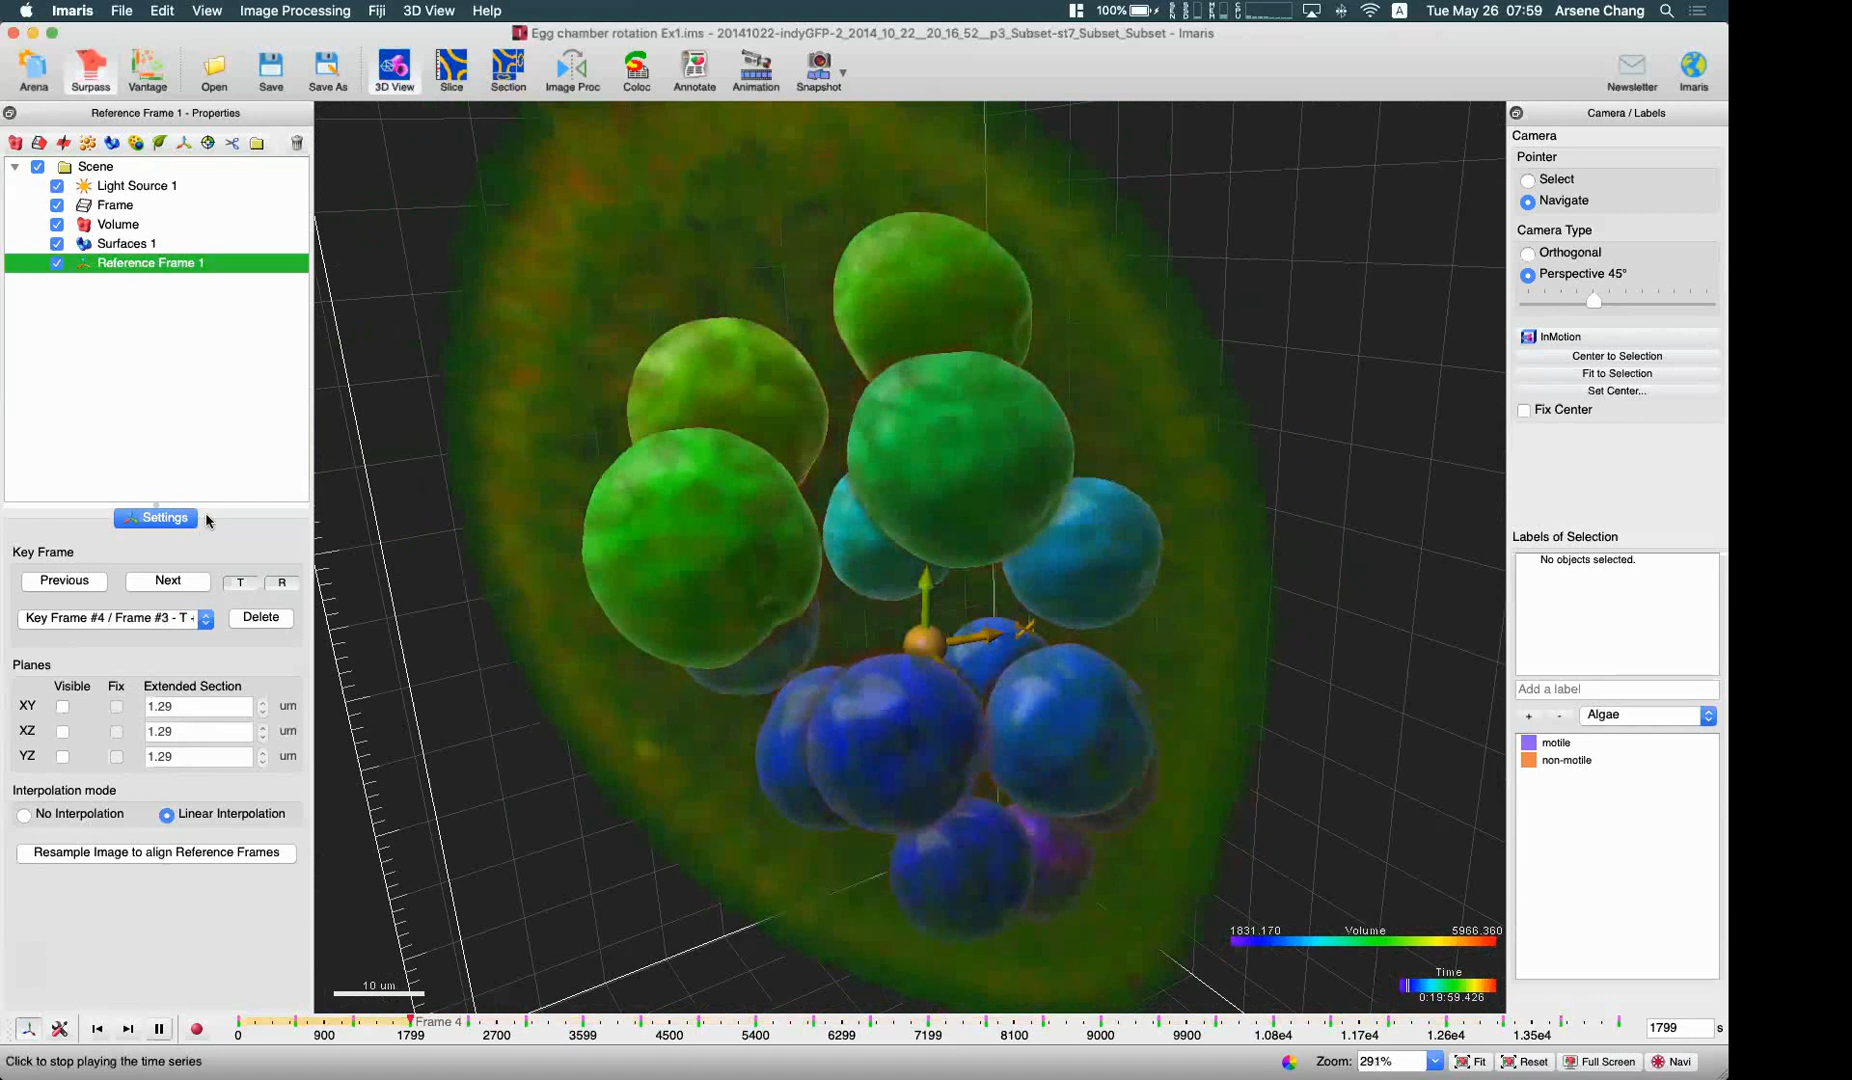 Imaris File Edit View Image Processing Fiji 3D View Help 100% A Tue May 26 07:59 Arsene Chang
Egg chamber rotation Ex1.ims - 20141022-indyGFP-2_2014_10_22__20_16_52__p3_Subset-st7_Subset_Subset - Imaris
Arena Surpass Vantage Open Save Save As 3D View Slice Section Image Proc Coloc Annotate Animation Snapshot Newsletter Imaris
Reference Frame 1 - Properties
Scene
Light Source 1
Frame
Volume
Surfaces 1
Reference Frame 1
Settings
Key Frame
Previous Next T R
Key Frame #4 / Frame #3 - T Delete
Planes
Visible Fix Extended Section
XY 1.29 um
XZ 1.29 um
YZ 1.29 um
Interpolation mode
No Interpolation Linear Interpolation
Resample Image to align Reference Frames
10 um
1831.170 Volume 5966.360
Time
0:19:59.426
Camera / Labels
Camera
Pointer
Select
Navigate
Camera Type
Orthogonal
Perspective 45°
InMotion
Center to Selection
Fit to Selection
Set Center...
Fix Center
Labels of Selection
No objects selected.
Add a label
+ - Algae
motile
non-motile
Frame 4
0 900 1799 2700 3599 4500 5400 6299 7199 8100 9000 9900 1.08e4 1.17e4 1.26e4 1.35e4 1799 s
Click to stop playing the time series Zoom: 291% Fit Reset Full Screen Navi